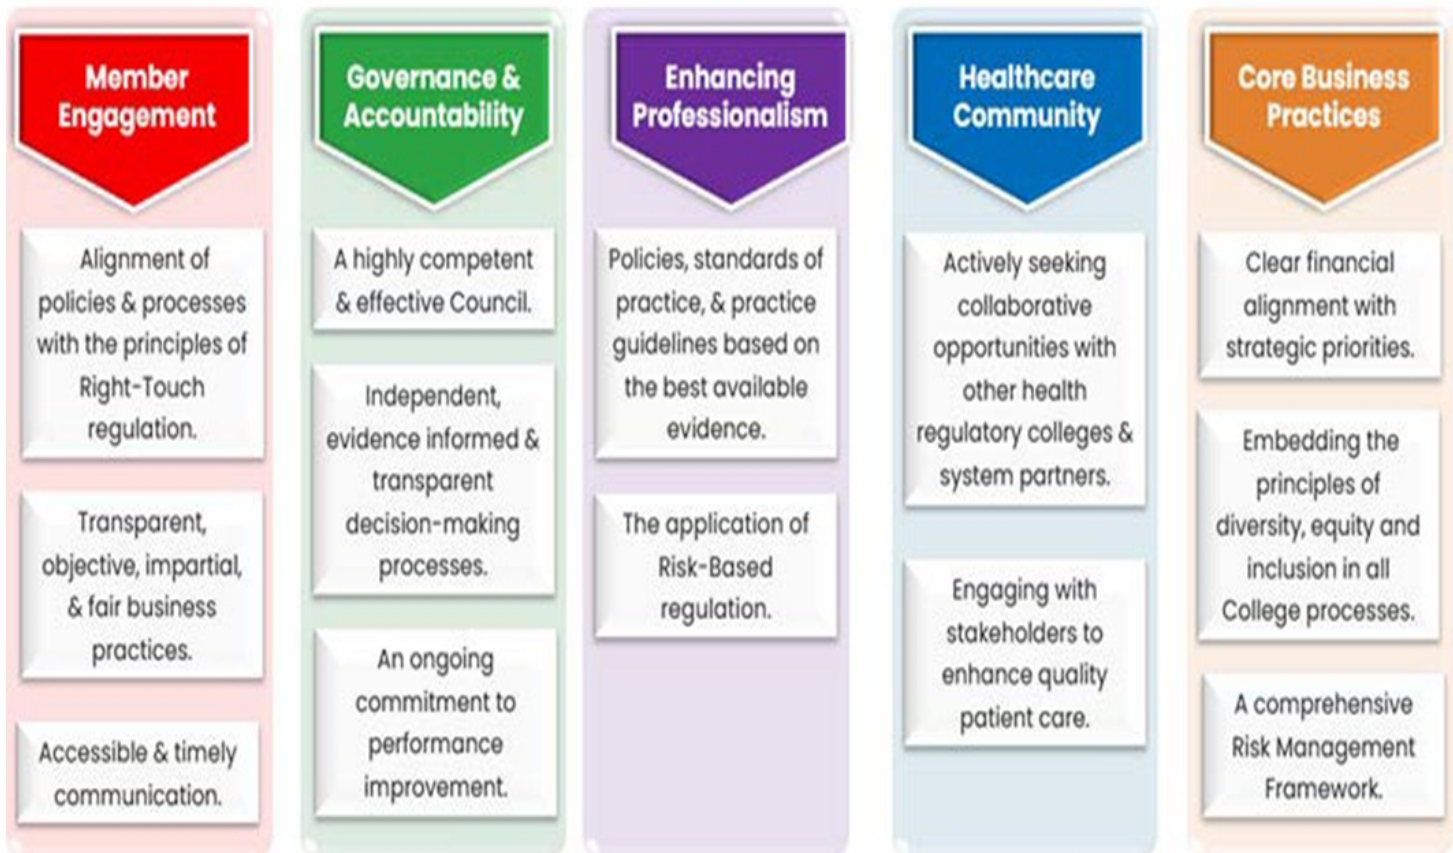 Member
Engagement
Alignment of
policies & processes
with the principles of
Right-Touch
regulation.
Transparent,
objective, impartial,
& fair business
practices.
Accessible & timely
communication.
Governance &
Accountability
A highly competent
& effective Council.
Independent,
evidence informed &
transparent
decision-making
processes.
An ongoing
commitment to
performance
improvement.
Enhancing
Professionalism
Policies, standards of
practice, & practice
guidelines based on
the best available
evidence.
The application of
Risk-Based
regulation.
Healthcare
Community
Actively seeking
collaborative
opportunities with
other health
regulatory colleges &
system partners.
Engaging with
stakeholders to
enhance quality
patient care.
Core Business
Practices
Clear financial
alignment with
strategic priorities.
Embedding the
principles of
diversity, equity and
inclusion in all
College processes.
A comprehensive
Risk Management
Framework.